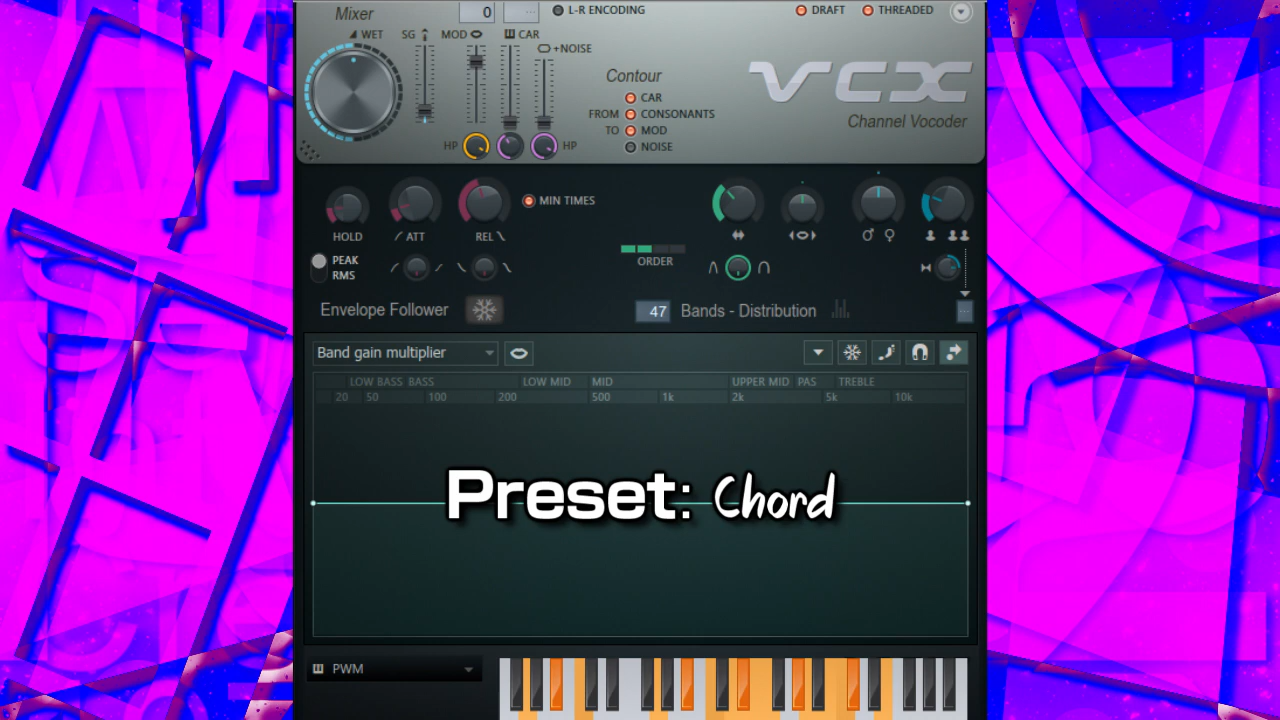 Mixer
0
L-R ENCODING
DRAFT
THREADED
WET
SG
MOD
CAR
+NOISE
Contour
CAR
FROM CONSONANTS
TO MOD
NOISE
HP
HP
VCX
Channel Vocoder
HOLD
ATT
REL
MIN TIMES
PEAK
RMS
ORDER
Envelope Follower
47 Bands - Distribution
Band gain multiplier
LOW BASS BASS LOW MID MID UPPER MID PAS TREBLE
20 50 100 200 500 1k 2k 5k 10k
Preset: Chord
PWM